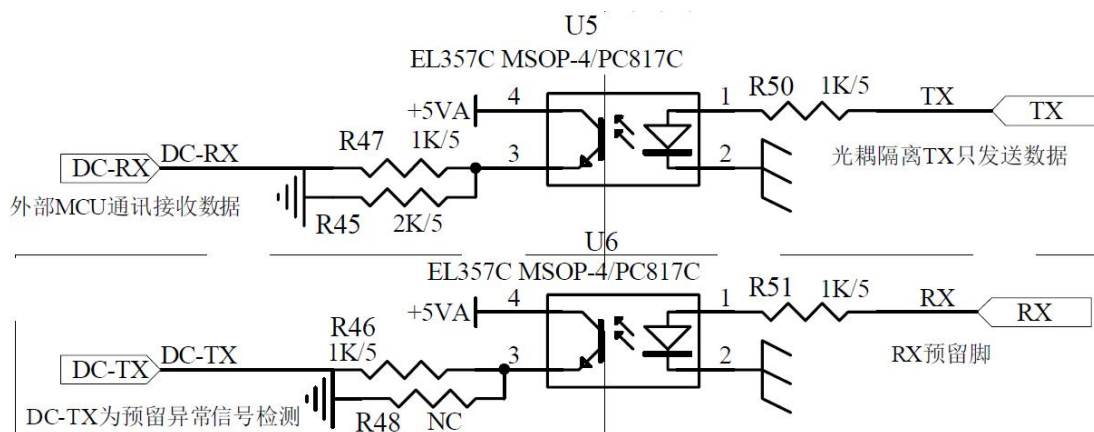 U5
EL357C MSOP-4/PC817C
+5VA
4
1
R50
1K/5
TX
TX
R47
1K/5
DC-RX
DC-RX
3
2
光耦隔离TX只发送数据
外部MCU通讯接收数据
R45
2K/5
U6
EL357C MSOP-4/PC817C
+5VA
4
1
R51
1K/5
RX
RX
R46
1K/5
DC-TX
DC-TX
3
2
RX预留脚
DC-TX为预留异常信号检测
R48
NC